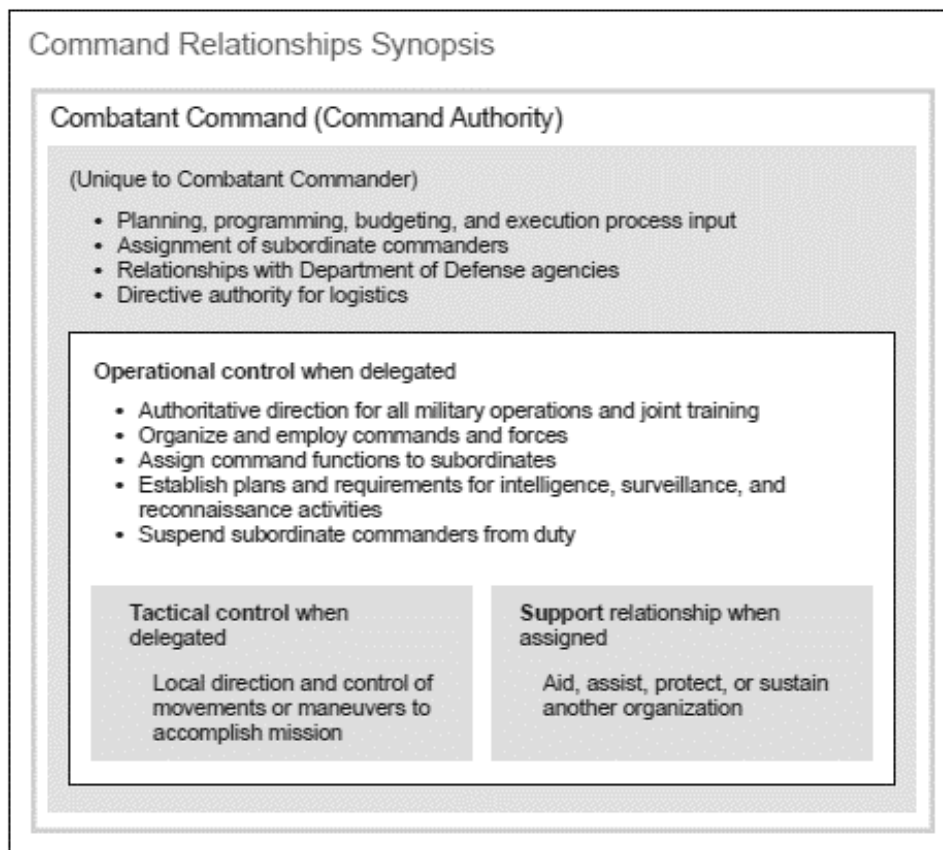 Command Relationships Synopsis
Combatant Command (Command Authority)
(Unique to Combatant Commander)
• Planning, programming, budgeting, and execution process input
• Assignment of subordinate commanders
• Relationships with Department of Defense agencies
• Directive authority for logistics
Operational control when delegated
• Authoritative direction for all military operations and joint training
• Organize and employ commands and forces
• Assign command functions to subordinates
• Establish plans and requirements for intelligence, surveillance, and
reconnaissance activities
• Suspend subordinate commanders from duty
Tactical control when
delegated
Local direction and control of
movements or maneuvers to
accomplish mission
Support relationship when
assigned
Aid, assist, protect, or sustain
another organization